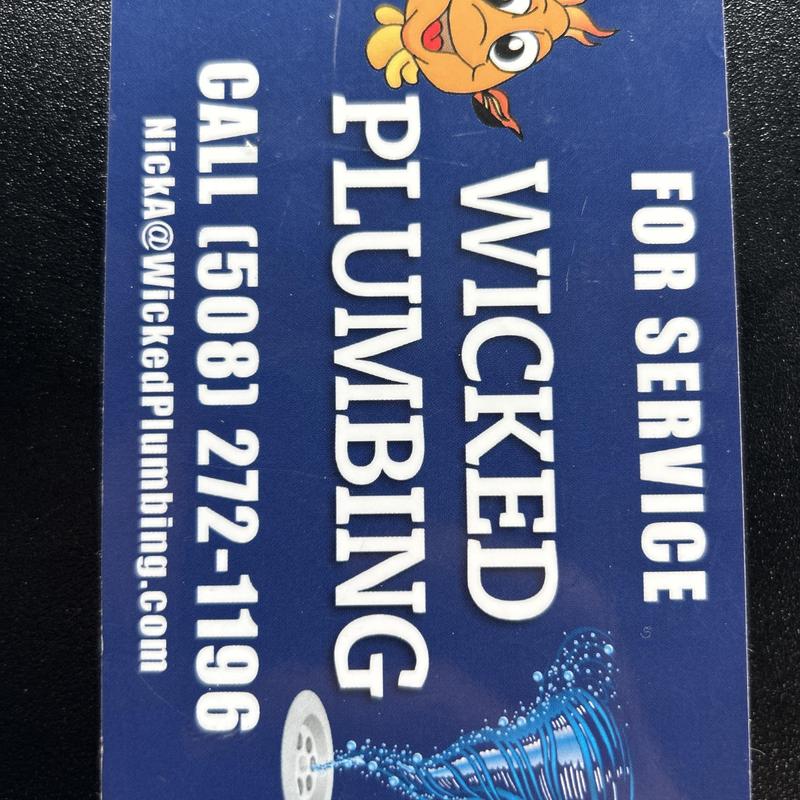 FOR SERVICE
WICKED
PLUMBING
CALL (508) 272-1196
NickA@WickedPlumbing.com